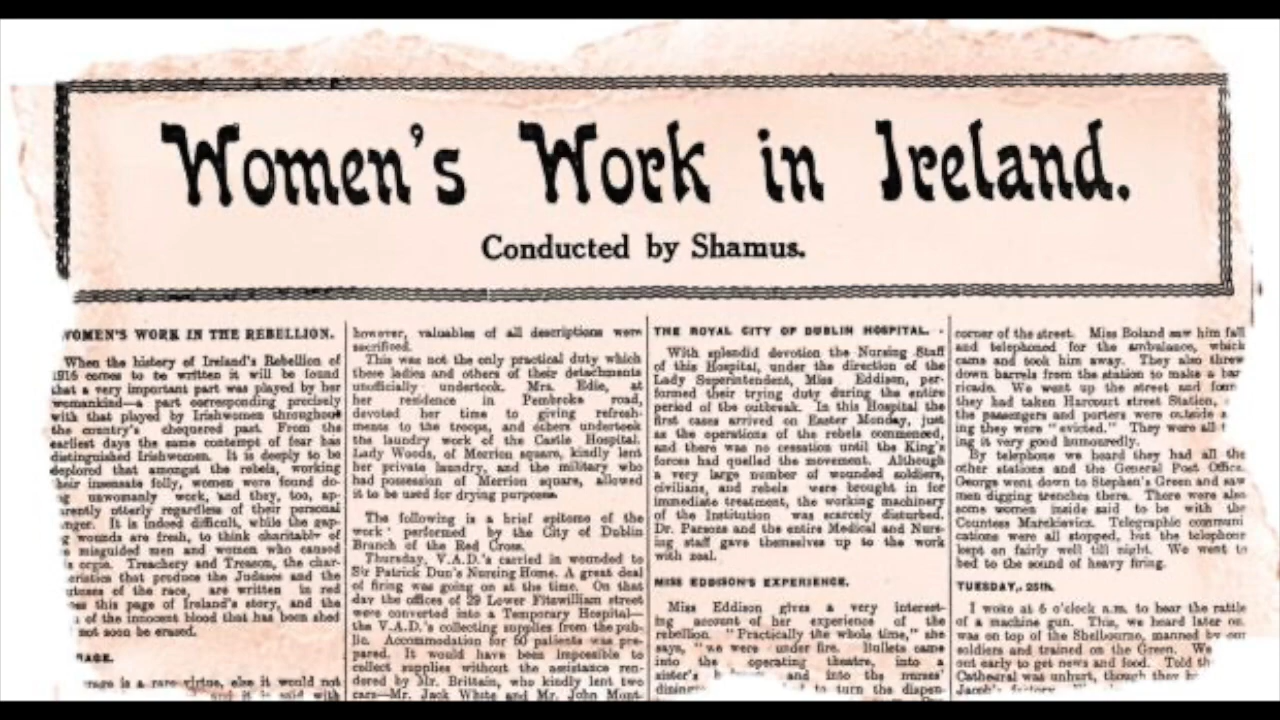 Women's Work in Ireland.
Conducted by Shamus.
WOMEN'S WORK IN THE REBELLION.
When the history of Ireland's Rebellion of
1916 comes to be written it will be found
that a very important part was played by her
womankind—a part corresponding precisely
with that played by Irishwomen throughout
the country's chequered past. From the
earliest days the same contempt of fear has
distinguished Irishwomen. It is deeply to be
deplored that amongst the rebels, working
their insensate folly, women were found do-
unwomanly work, and they, too, ap-
utterly regardless of their personal
It is indeed difficult, while the gap-
wounds are fresh, to think charitably of
misguided men and women who caused
orgie. Treachery and Treason, the char-
that produce the Judases and the
of the race, are written in red
this page of Ireland's story, and the
of the innocent blood that has been shed
not soon be erased.
is a rare virtue, else it would not
it is said with
however, valuables of all descriptions were
sacrificed.
This was not the only practical duty which
these ladies and others of their detachments
unofficially undertook. Mrs. Edie, at
her residence in Pembroke road,
devoted her time to giving refresh-
ments to the troops, and others undertook
the laundry work of the Castle Hospital.
Lady Woods, of Merrion square, kindly lent
her private laundry, and the military who
had possession of Merrion square, allowed
it to be used for drying purposes.
The following is a brief epitome of the
work performed by the City of Dublin
Branch of the Red Cross.
Thursday, V.A.D.'s carried in wounded to
Sir Patrick Dun's Nursing Home. A great deal
of firing was going on at the time. On that
day the offices of 29 Lower Fitzwilliam street
were converted into a Temporary Hospital—
the V.A.D.'s collecting supplies from the pub-
lic. Accommodation for 50 patients was pre-
pared. It would have been impossible to
collect supplies without the assistance ren-
dered by Mr. Brittain, who kindly lent two
cars—Mr. Jack White and Mr. John Mont-
THE ROYAL CITY OF DUBLIN HOSPITAL.
With splendid devotion the Nursing Staff
of this Hospital, under the direction of the
Lady Superintendent, Miss Eddison, per-
formed their trying duty during the entire
period of the outbreak. In this Hospital the
first cases arrived on Easter Monday, just
as the operations of the rebels commenced,
and there was no cessation until the King's
forces had quelled the movement. Although
a very large number of wounded soldiers,
civilians, and rebels were brought in for
immediate treatment, the working machinery
of the Institution was scarcely disturbed.
Dr. Parsons and the entire Medical and Nurs-
ing staff gave themselves up to the work
with zeal.
MISS EDDISON'S EXPERIENCE.
Miss Eddison gives a very interest-
ing account of her experience of the
rebellion. "Practically the whole time," she
says, "we were under fire. Bullets came
into the operating theatre, into a
sister's and into the nurses'
to turn the dispen-
corner of the street. Miss Boland saw him fall
and telephoned for the ambulance, which
came and took him away. They also threw
down barrels from the station to make a bar
ricade. We went up the street and
they had taken Harcourt street Station,
the passengers and porters were outside
ing they were "evicted." They were all
ing it very good humouredly.
By telephone we heard they had all the
other stations and the General Post Office.
George went down to Stephen's Green and saw
men digging trenches there. There were also
some women inside said to be with the
Countess Markievicz. Telegraphic communi
cations were all stopped, but the telephone
kept on fairly well till night. We went to
bed to the sound of heavy firing.
TUESDAY, 25th.
I woke at 6 o'clock a.m. to hear the rattle
of a machine gun. This, we heard later on
was on top of the Shelbourne, manned by our
soldiers and trained on the Green. We
out early to get news and food. Told
Cathedral was unhurt, though they
Jacob's factory